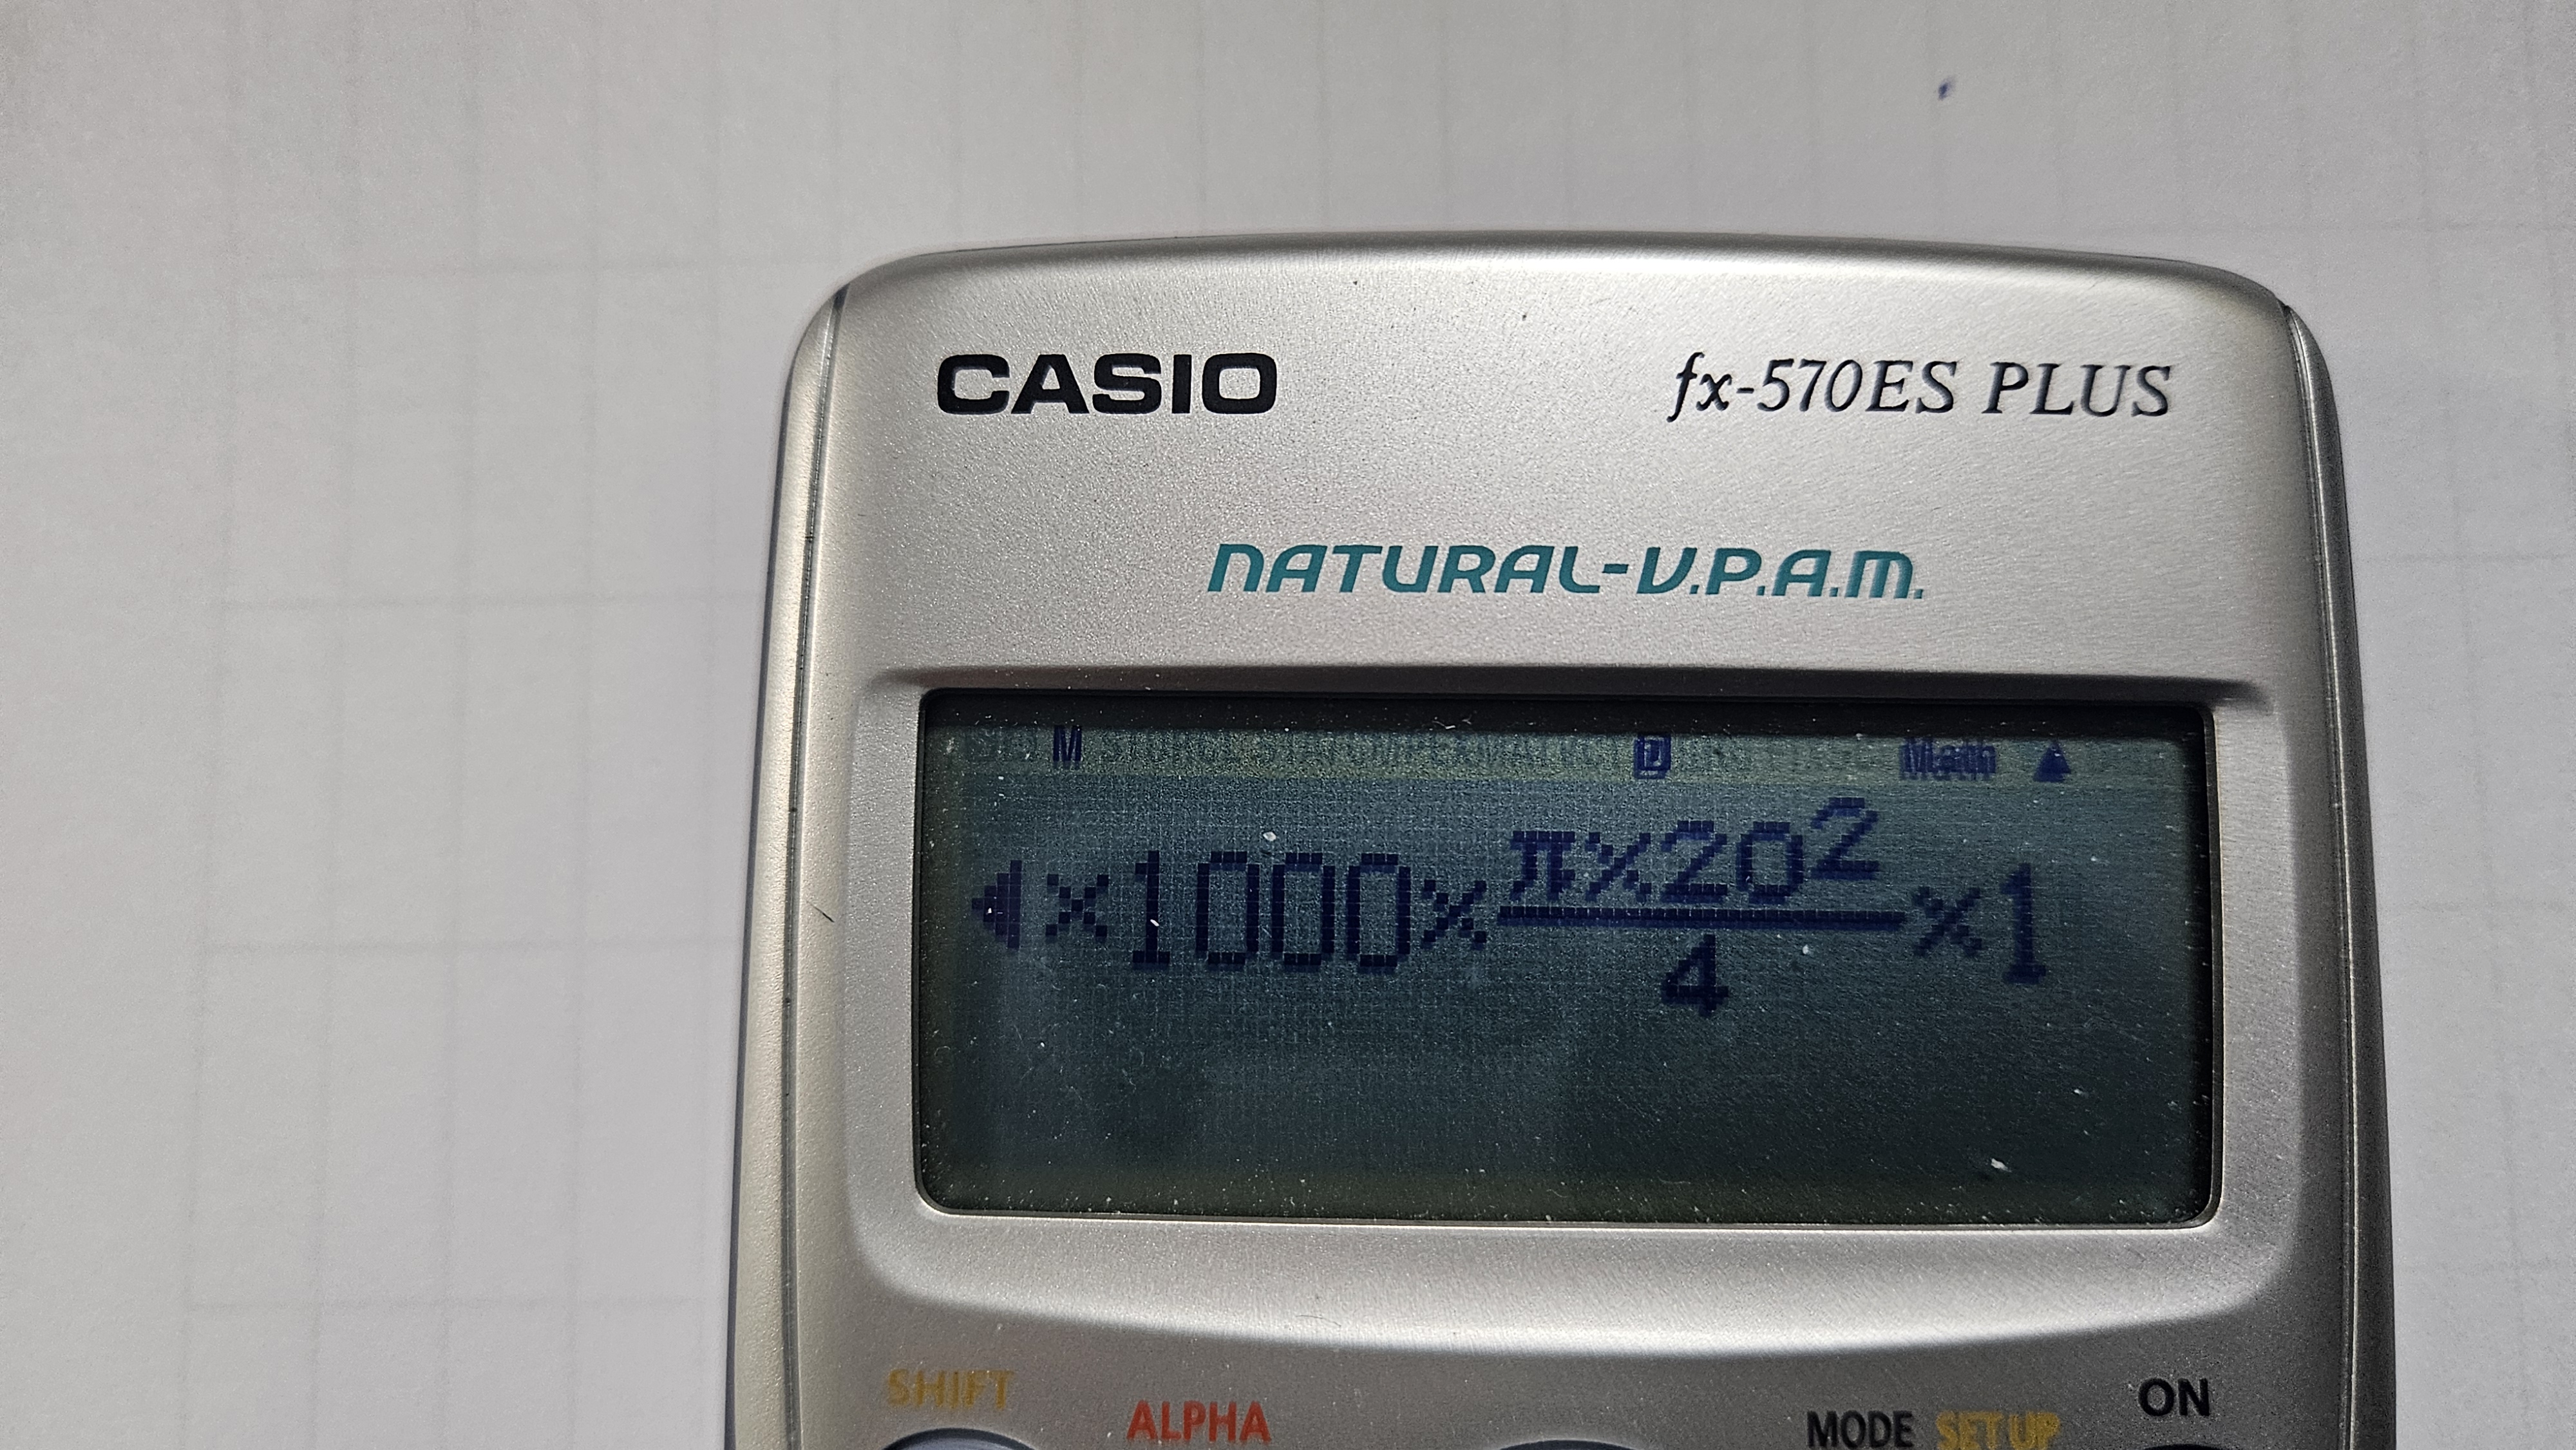 CASIO fx-570ES PLUS
NATURAL-V.P.A.M.
M D Math ▲
◀×1000×π×20²/4×1
SHIFT ALPHA MODE SETUP ON